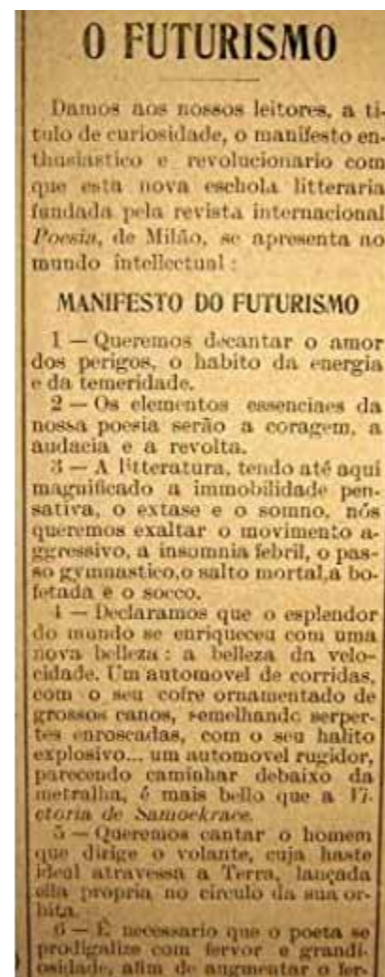 O FUTURISMO
Damos aos nossos leitores, a ti-
tulo de curiosidade, o manifesto en-
thusiastico e revolucionario com
que esta nova eschola litteraria
fundada pela revista internacional
Poesia, de Milão, se apresenta no
mundo intellectual :
MANIFESTO DO FUTURISMO
1 — Queremos decantar o amor
dos perigos, o habito da energia
e da temeridade.
2 — Os elementos essenciaes da
nossa poesia serão a coragem, a
audacia e a revolta.
3 — A litteratura, tendo até aqui
magnificado a immobilidade pen-
sativa, o extase e o somno, nós
queremos exaltar o movimento a-
ggressivo, a insomnia febril, o pas-
so gymnastico,o salto mortal,a bo-
fetada e o socco.
4 — Declaramos que o esplendor
do mundo se enriqueceu com uma
nova belleza : a belleza da velo-
cidade. Um automovel de corridas,
com o seu cofre ornamentado de
grossos canos, semelhando serper-
tes enroscadas, com o seu halito
explosivo... um automovel rugidor,
parecendo caminhar debaixo da
metralha, é mais bello que a Vi-
ctoria de Samoekrace.
5 — Queremos cantar o homem
que dirige o volante, cuja haste
ideal atravessa a Terra, lançada
ella propria no circulo da sua or-
bita.
6 — È necessario que o poeta se
prodigalize com fervor e grandi-
osidade, afim de augmentar o fer-